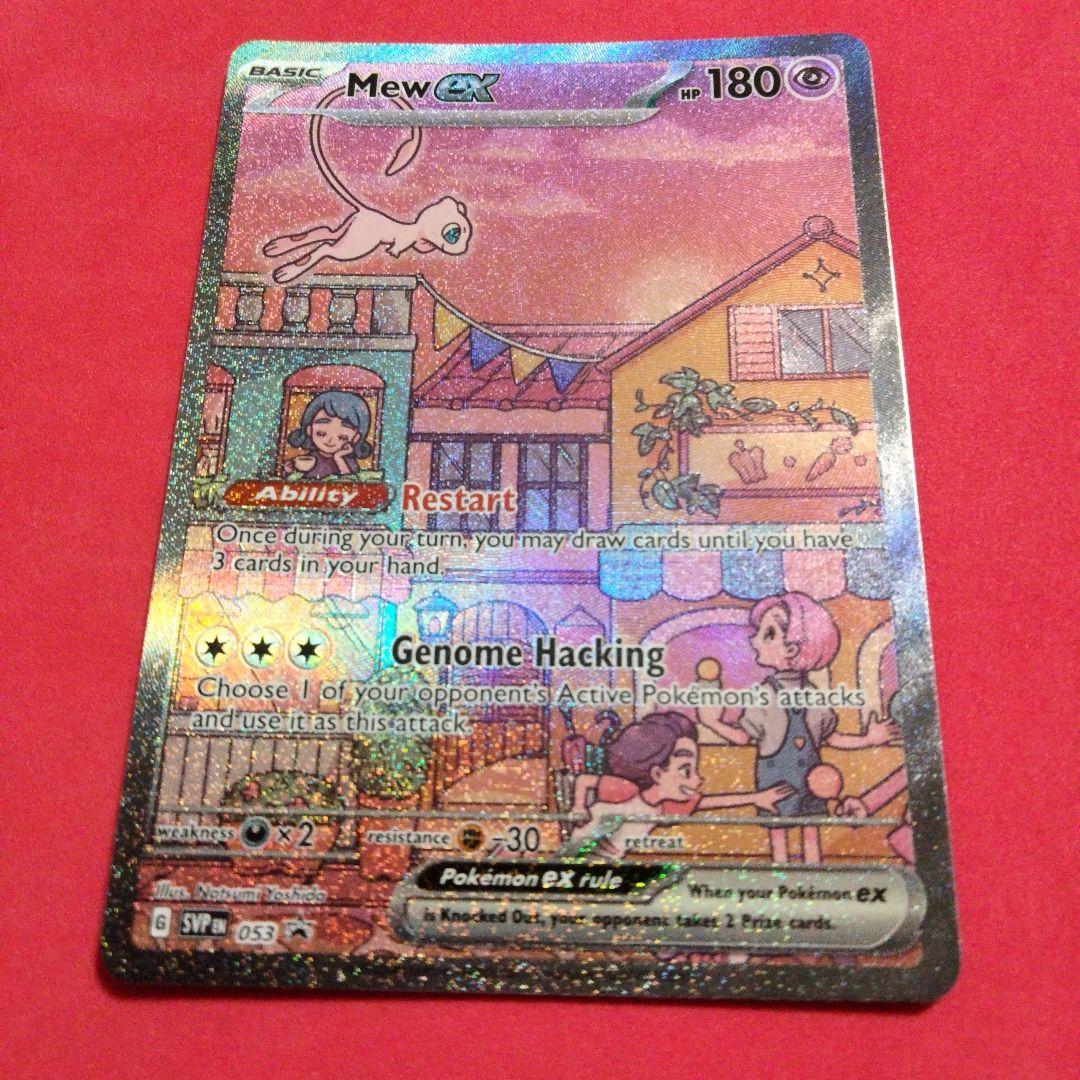 BASIC Mew ex HP 180
Ability Restart
Once during your turn, you may draw cards until you have
3 cards in your hand.
Genome Hacking
Choose 1 of your opponent's Active Pokémon's attacks
and use it as this attack.
weakness ×2 resistance -30 retreat
Pokémon ex rule When your Pokémon ex
is Knocked Out, your opponent takes 2 Prize cards.
Illus. Natsumi Yoshida
G SVP EN 053